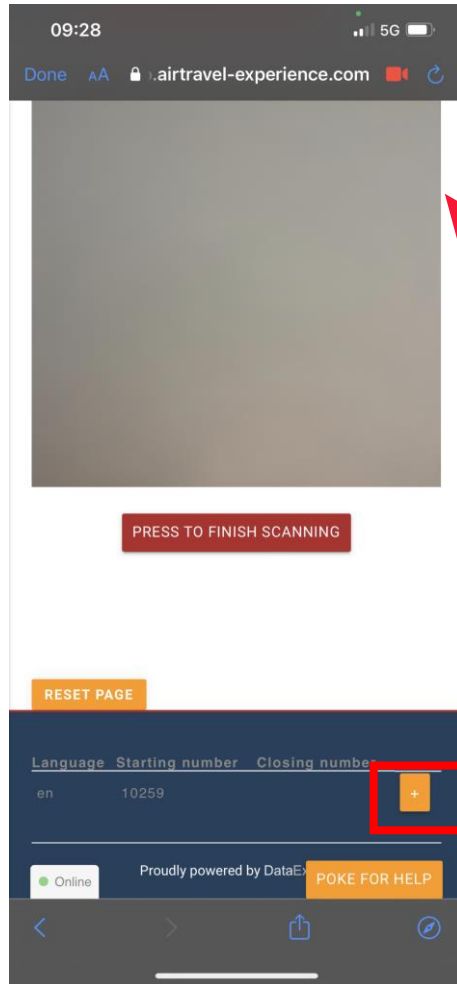 09:28 5G
Done AA .airtravel-experience.com
PRESS TO FINISH SCANNING
RESET PAGE
Language Starting number Closing number
en 10259 +
Online Proudly powered by DataEx POKE FOR HELP